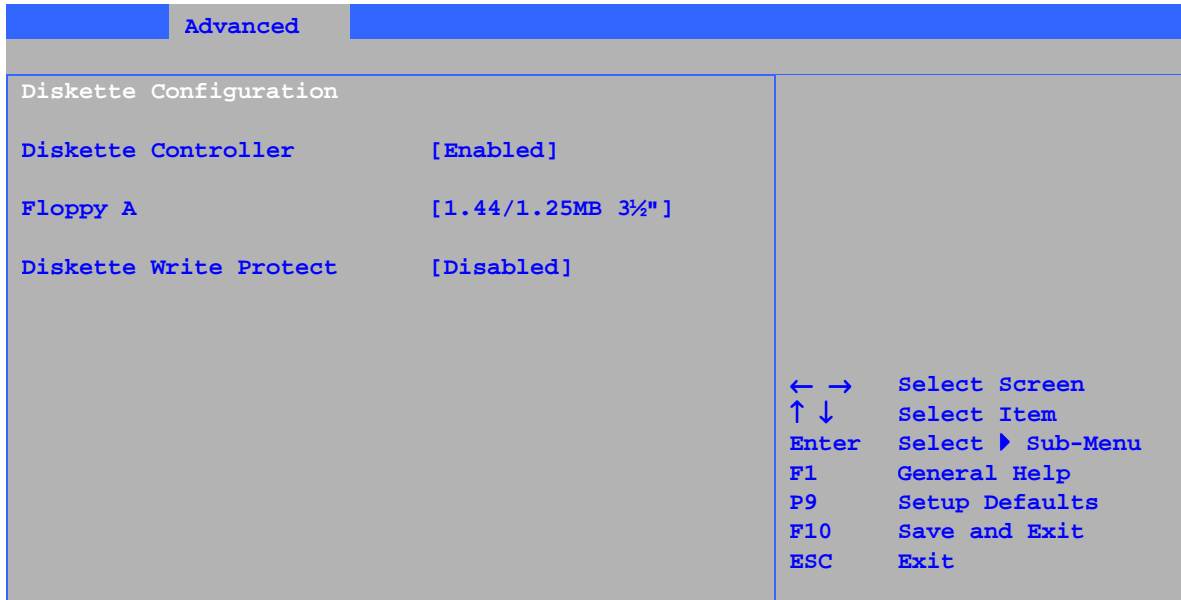 Advanced
Diskette Configuration
Diskette Controller [Enabled]
Floppy A [1.44/1.25MB 3½"]
Diskette Write Protect [Disabled]
← → Select Screen
↑ ↓ Select Item
Enter Select ▶ Sub-Menu
F1 General Help
P9 Setup Defaults
F10 Save and Exit
ESC Exit